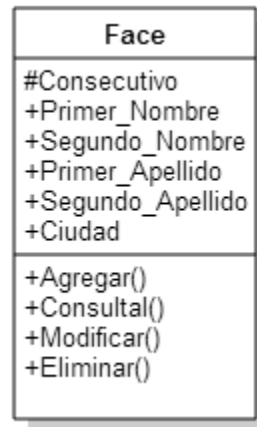 Face
#Consecutivo
+Primer_Nombre
+Segundo_Nombre
+Primer_Apellido
+Segundo_Apellido
+Ciudad
+Agregar()
+Consultal()
+Modificar()
+Eliminar()